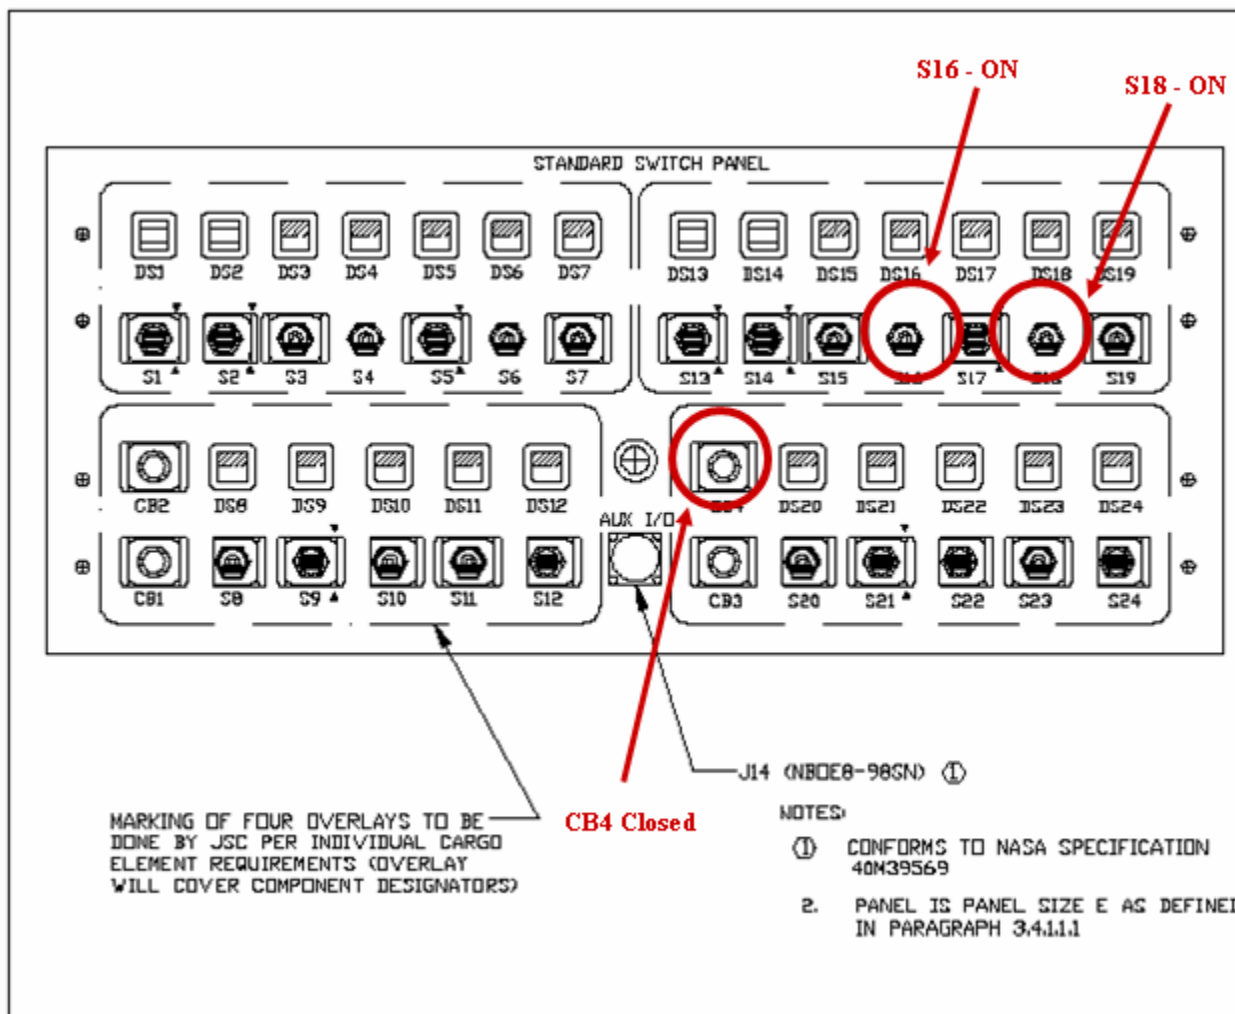 S16 - ON
S18 - ON
STANDARD SWITCH PANEL
DS1 DS2 DS3 DS4 DS5 DS6 DS7 DS13 DS14 DS15 DS16 DS17 DS18 DS19
S1 S2 S3 S4 S5 S6 S7 S13 S14 S15 S16 S17 S18 S19
CB2 DS8 DS9 DS10 DS11 DS12 CB4 DS20 DS21 DS22 DS23 DS24
AUX I/O
CB1 S8 S9 S10 S11 S12 CB3 S20 S21 S22 S23 S24
J14 (NB0E8-98SN) 1
CB4 Closed
MARKING OF FOUR OVERLAYS TO BE
DONE BY JSC PER INDIVIDUAL CARGO
ELEMENT REQUIREMENTS (OVERLAY
WILL COVER COMPONENT DESIGNATORS)
NOTES:
1 CONFORMS TO NASA SPECIFICATION
40M39569
2. PANEL IS PANEL SIZE E AS DEFINED
IN PARAGRAPH 3.4.1.1.1